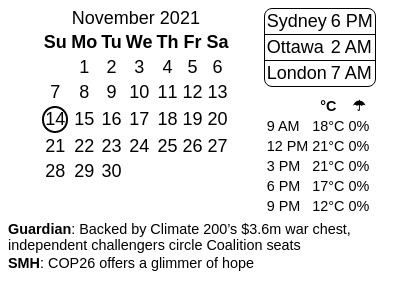 November 2021
Su Mo Tu We Th Fr Sa
1 2 3 4 5 6
7 8 9 10 11 12 13
14 15 16 17 18 19 20
21 22 23 24 25 26 27
28 29 30
Sydney 6 PM
Ottawa 2 AM
London 7 AM
°C ☂
9 AM 18°C 0%
12 PM 21°C 0%
3 PM 21°C 0%
6 PM 17°C 0%
9 PM 12°C 0%
Guardian: Backed by Climate 200’s $3.6m war chest,
independent challengers circle Coalition seats
SMH: COP26 offers a glimmer of hope